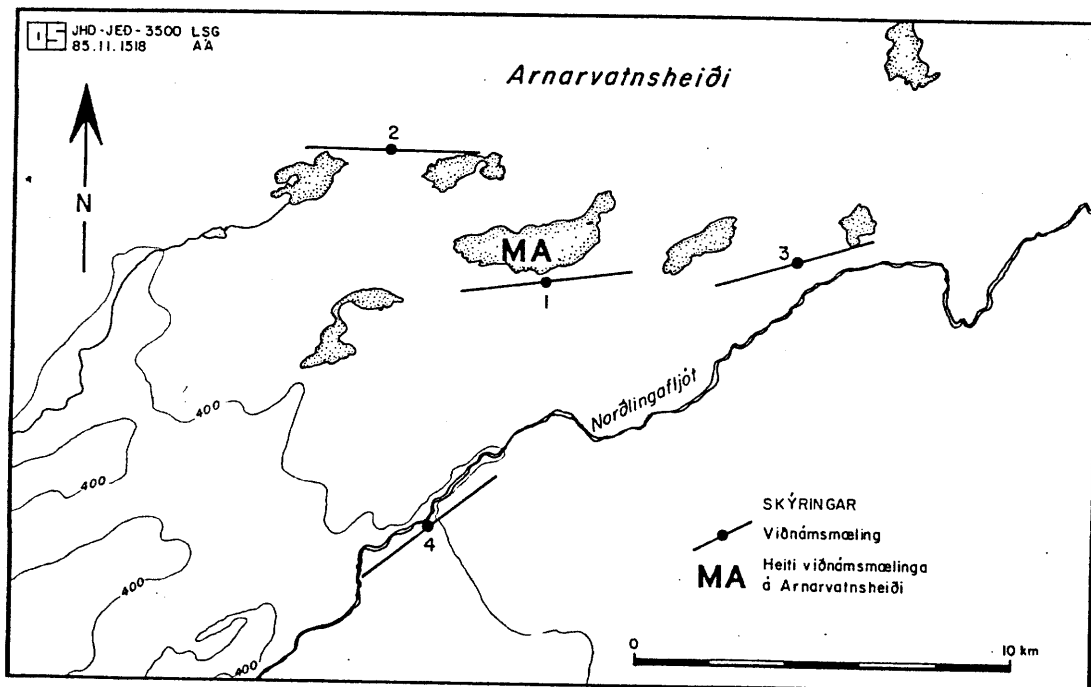 OS JHD-JED-3500 LSG
85.11.1518 AA
Arnarvatnsheiði
2
N
MA
3
1
400
Norðlingafljót
400
4
400
400
SKÝRINGAR
Viðnámsmæling
MA Heiti viðnámsmælinga
á Arnarvatnsheiði
0 10 km